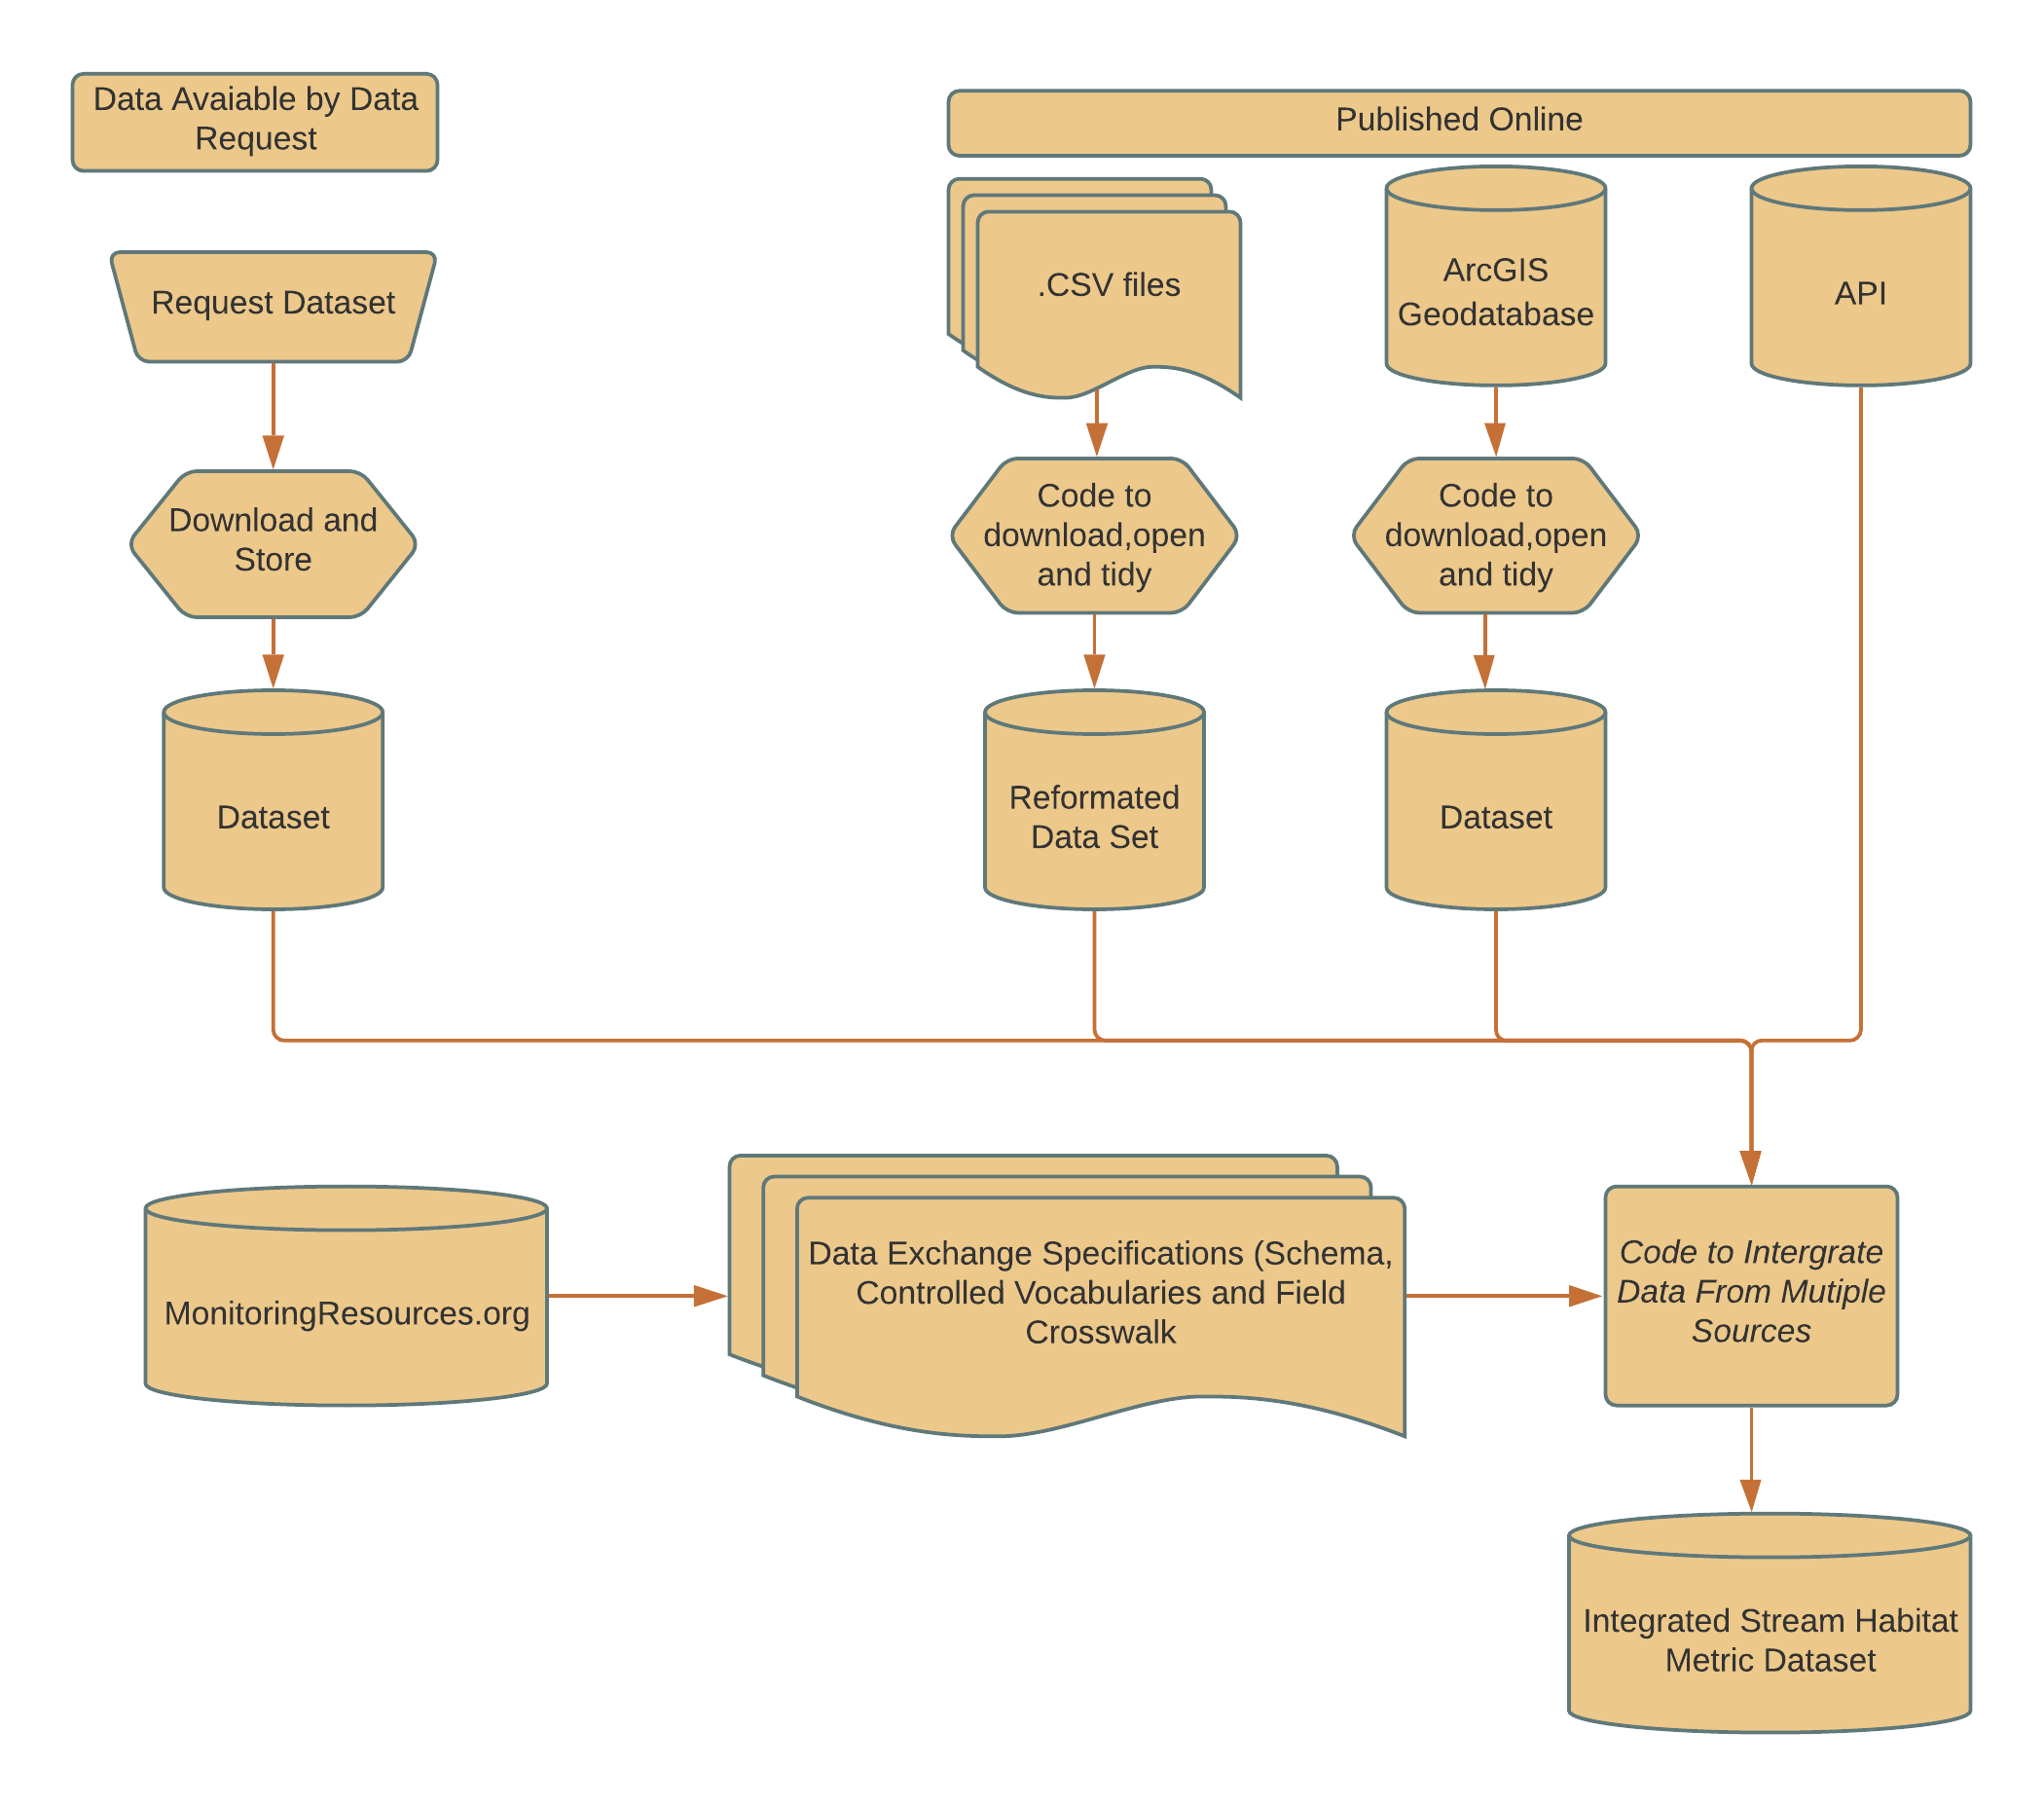 Data Avaiable by Data
Request
Published Online
Request Dataset
.CSV files
ArcGIS
Geodatabase
API
Download and
Store
Code to
download,open
and tidy
Code to
download,open
and tidy
Dataset
Reformated
Data Set
Dataset
MonitoringResources.org
Data Exchange Specifications (Schema,
Controlled Vocabularies and Field
Crosswalk
Code to Intergrate
Data From Mutiple
Sources
Integrated Stream Habitat
Metric Dataset